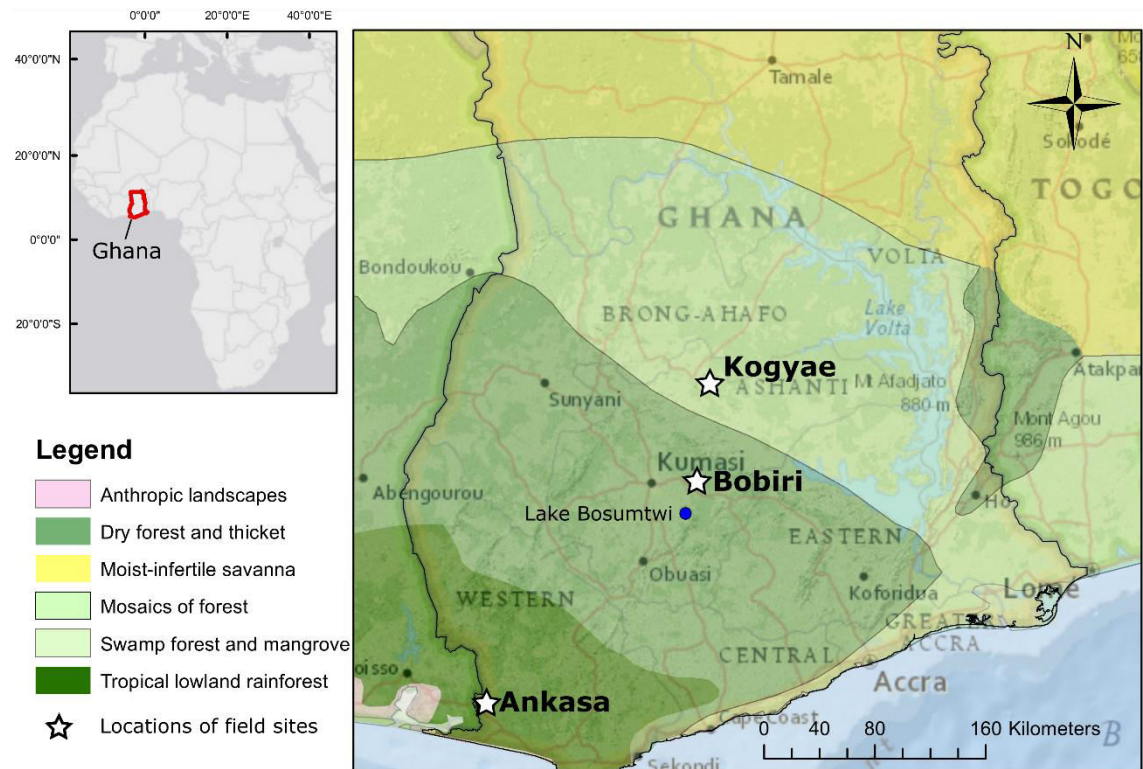 0°0'0" 20°0'0"E 40°0'0"E
40°0'0"N
20°0'0"N
0°0'0"
20°0'0"S
Ghana
Legend
Anthropic landscapes
Dry forest and thicket
Moist-infertile savanna
Mosaics of forest
Swamp forest and mangrove
Tropical lowland rainforest
Locations of field sites
N
Tamale
Sokodé
TOGO
GHANA
VOLTA
Bondoukou
Lake
Volta
BRONG-AHAFO
Kogyae
ASHANTI
Mt Afadjato
880 m
Atakpa
Sunyani
Mont Agou
986 m
Kumasi
Bobiri
Abengourou
Lake Bosumtwi
Ho
EASTERN
Obuasi
Koforidua
Lome
WESTERN
GREATER
ACCRA
CENTRAL
Accra
oisso
Ankasa
Cape Coast
Sekondi
0 40 80 160 Kilometers
B